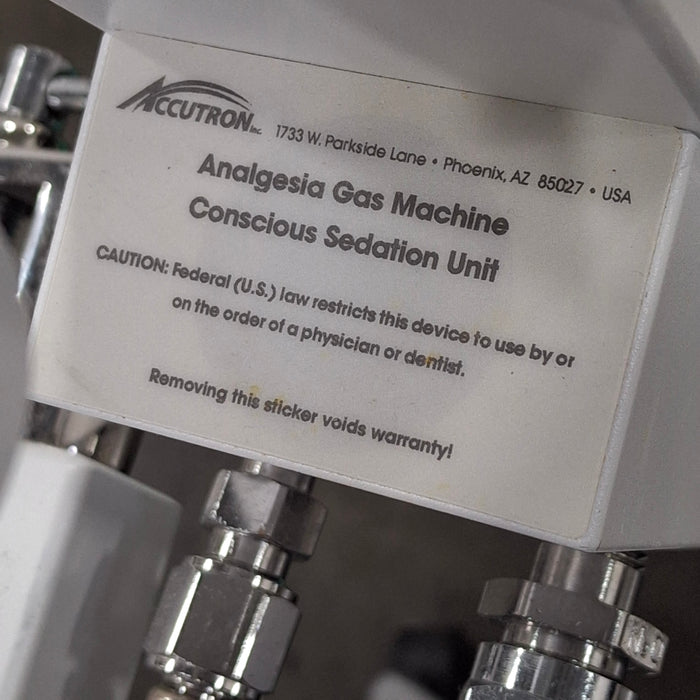 ACCUTRON Inc. 1733 W. Parkside Lane • Phoenix, AZ 85027 • USA
Analgesia Gas Machine
Conscious Sedation Unit
CAUTION: Federal (U.S.) law restricts this device to use by or
on the order of a physician or dentist.
Removing this sticker voids warranty!